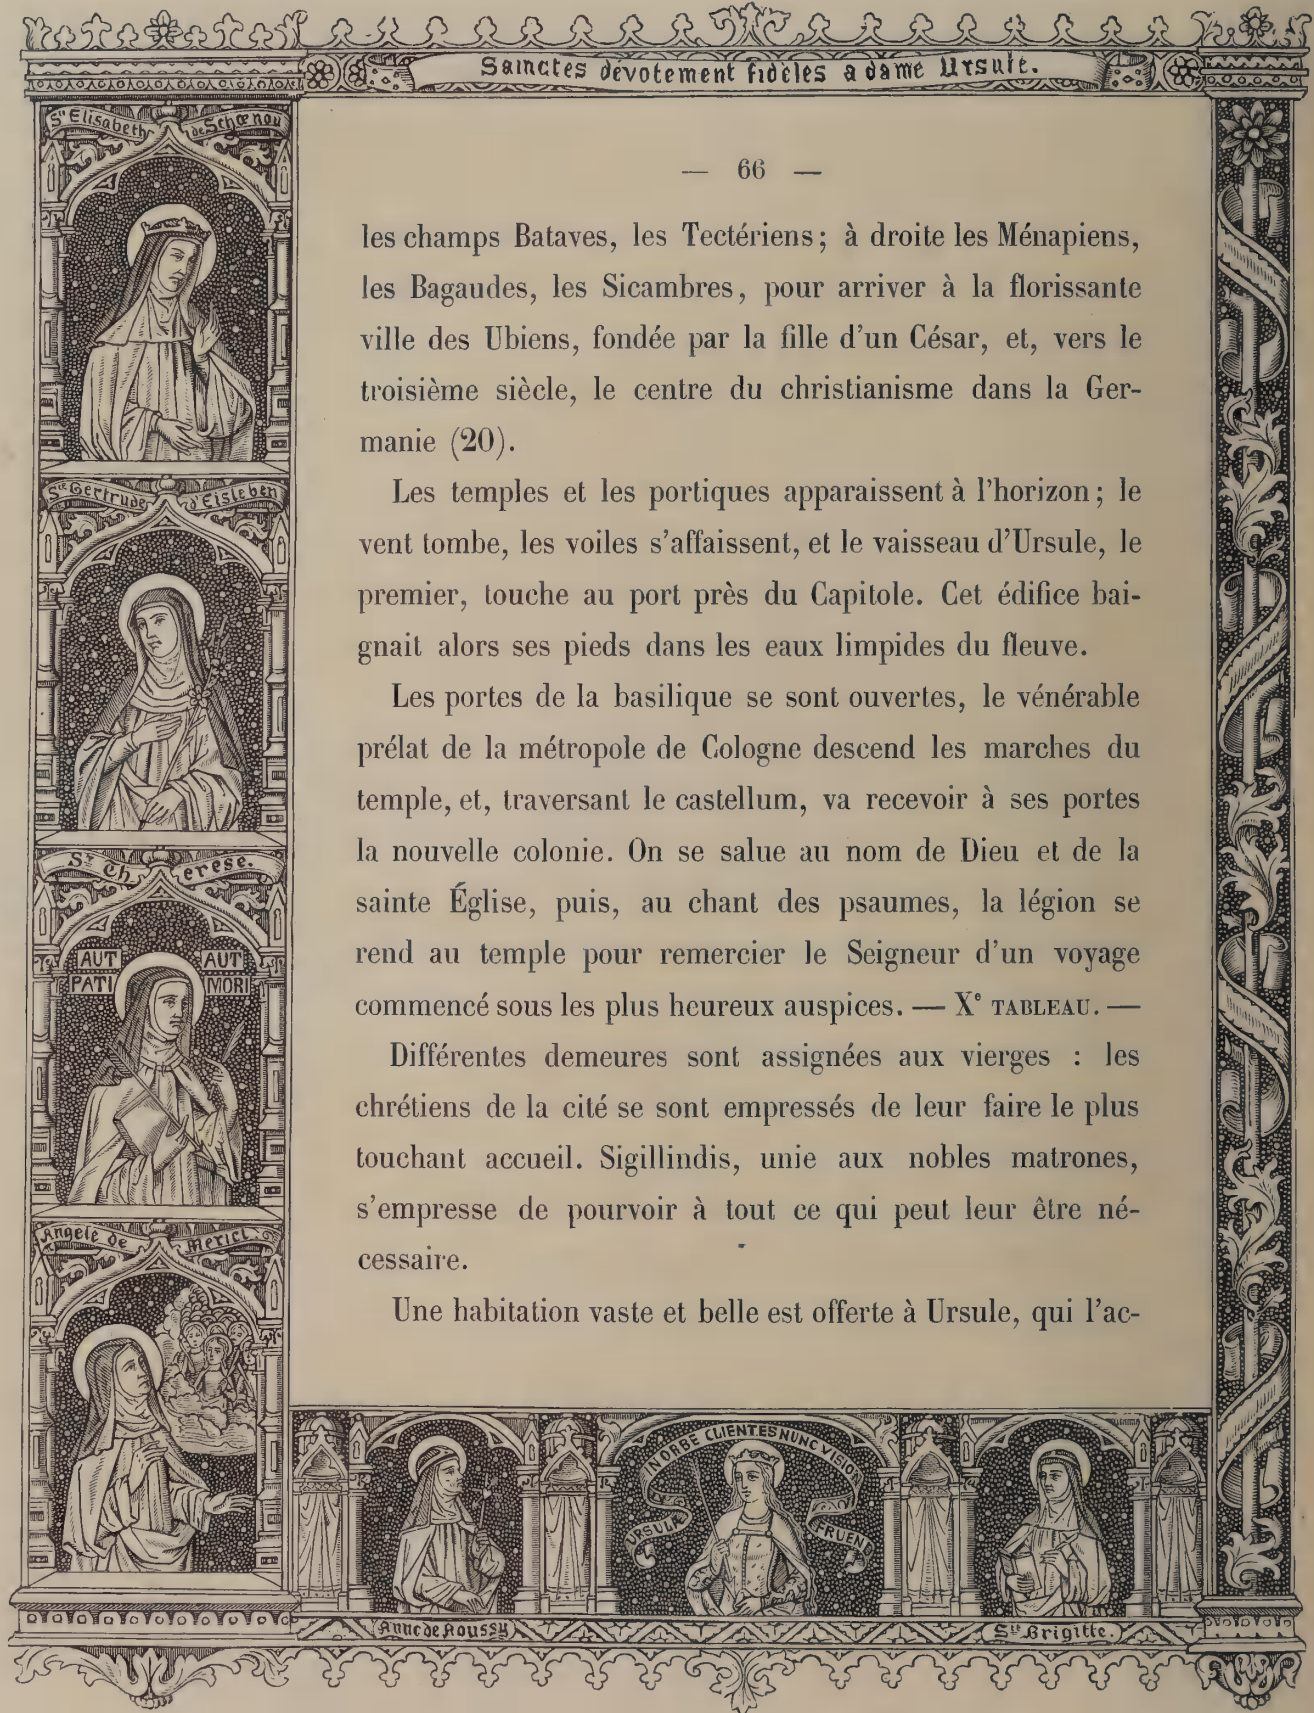 Sainctes dévotement fidèles a dame Ursule.
Ste Elisabeth de Schœnou
Ste Gertrude d'Eisleben
Ste Therese.
AUT PATI AUT MORI
Angele de Merici.
— 66 —
les champs Bataves, les Tectériens; à droite les Ménapiens,
les Bagaudes, les Sicambres, pour arriver à la florissante
ville des Ubiens, fondée par la fille d'un César, et, vers le
troisième siècle, le centre du christianisme dans la Ger-
manie (20).
Les temples et les portiques apparaissent à l'horizon; le
vent tombe, les voiles s'affaissent, et le vaisseau d'Ursule, le
premier, touche au port près du Capitole. Cet édifice bai-
gnait alors ses pieds dans les eaux limpides du fleuve.
Les portes de la basilique se sont ouvertes, le vénérable
prélat de la métropole de Cologne descend les marches du
temple, et, traversant le castellum, va recevoir à ses portes
la nouvelle colonie. On se salue au nom de Dieu et de la
sainte Église, puis, au chant des psaumes, la légion se
rend au temple pour remercier le Seigneur d'un voyage
commencé sous les plus heureux auspices. — Xe TABLEAU. —
Différentes demeures sont assignées aux vierges : les
chrétiens de la cité se sont empressés de leur faire le plus
touchant accueil. Sigillindis, unie aux nobles matrones,
s'empresse de pourvoir à tout ce qui peut leur être né-
cessaire.
Une habitation vaste et belle est offerte à Ursule, qui l'ac-
URSULÆ IN ORBE CLIENTES NUNC VISION FRUEN
Anne de Roussy
Ste Brigitte.